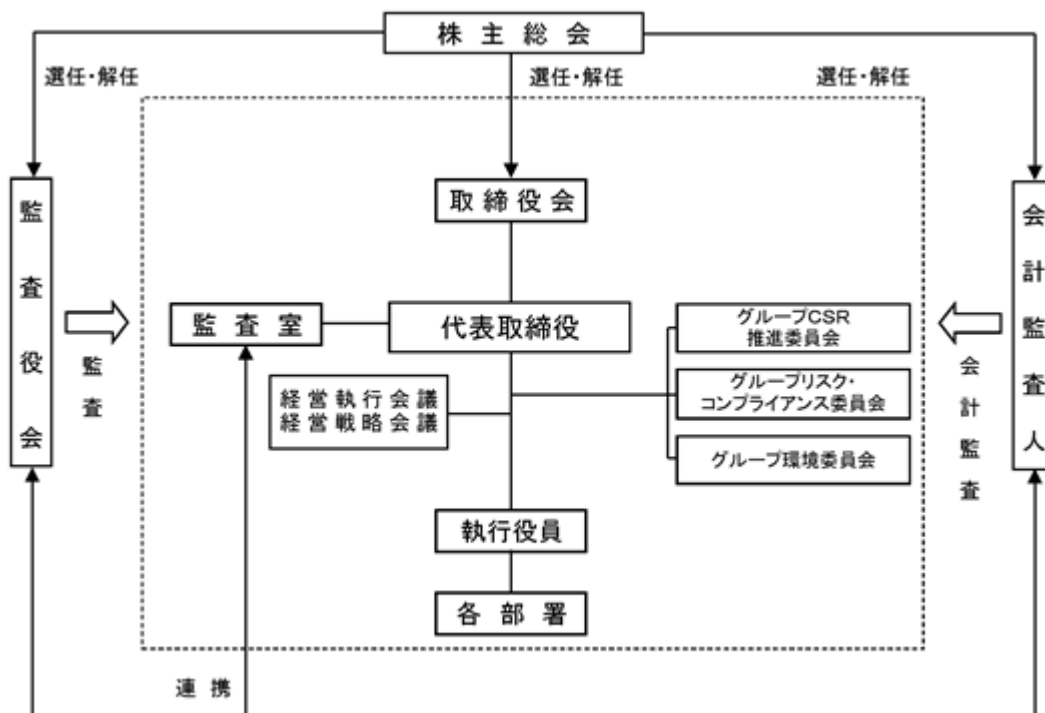 株主総会
選任・解任
選任・解任
選任・解任
監査役会
取締役会
会計監査人
監査室
代表取締役
グループCSR
推進委員会
監査
会計監査
経営執行会議
経営戦略会議
グループリスク・
コンプライアンス委員会
グループ環境委員会
執行役員
各部署
連携